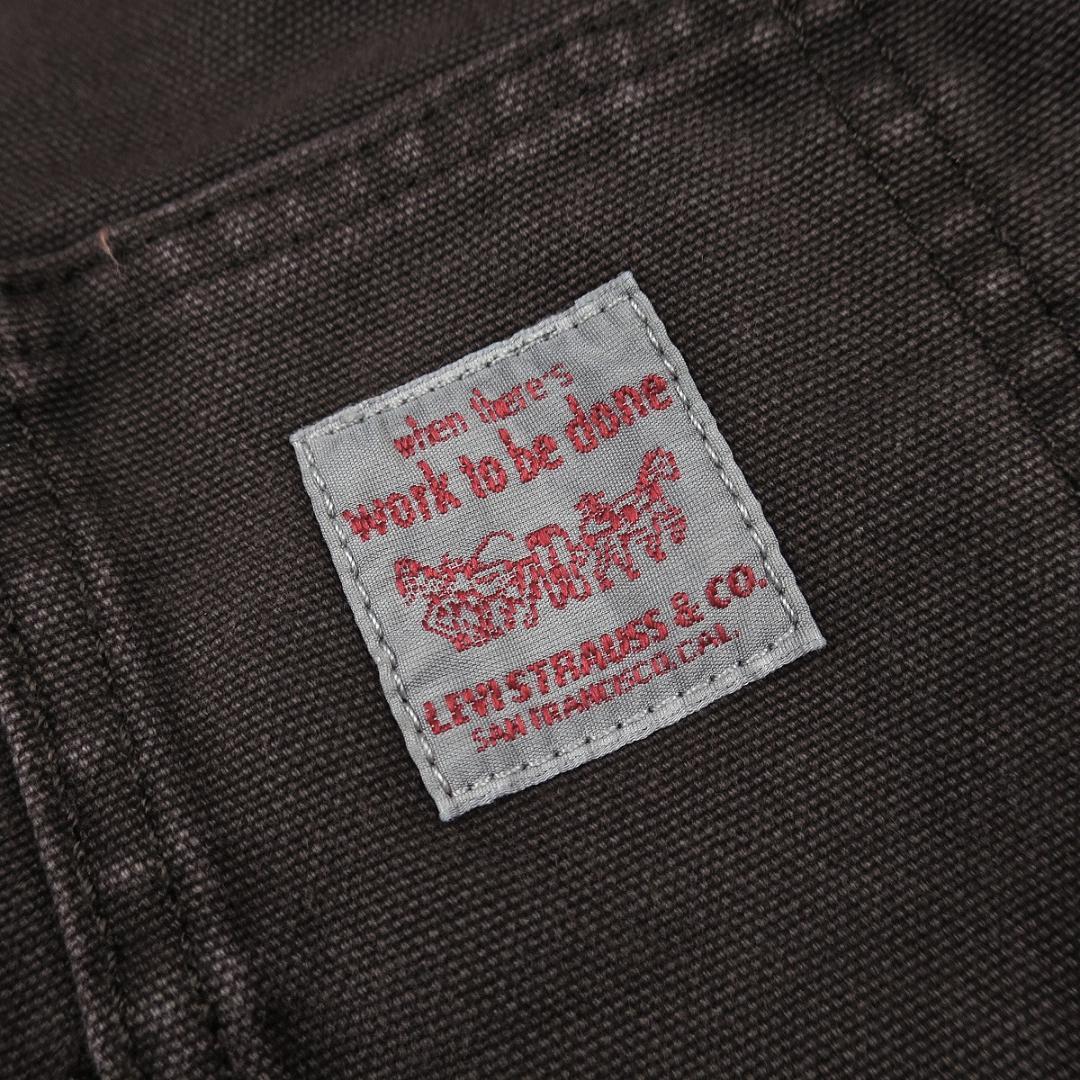 when there's
work to be done
LEVI STRAUSS & CO.
SAN FRANCISCO, CAL.